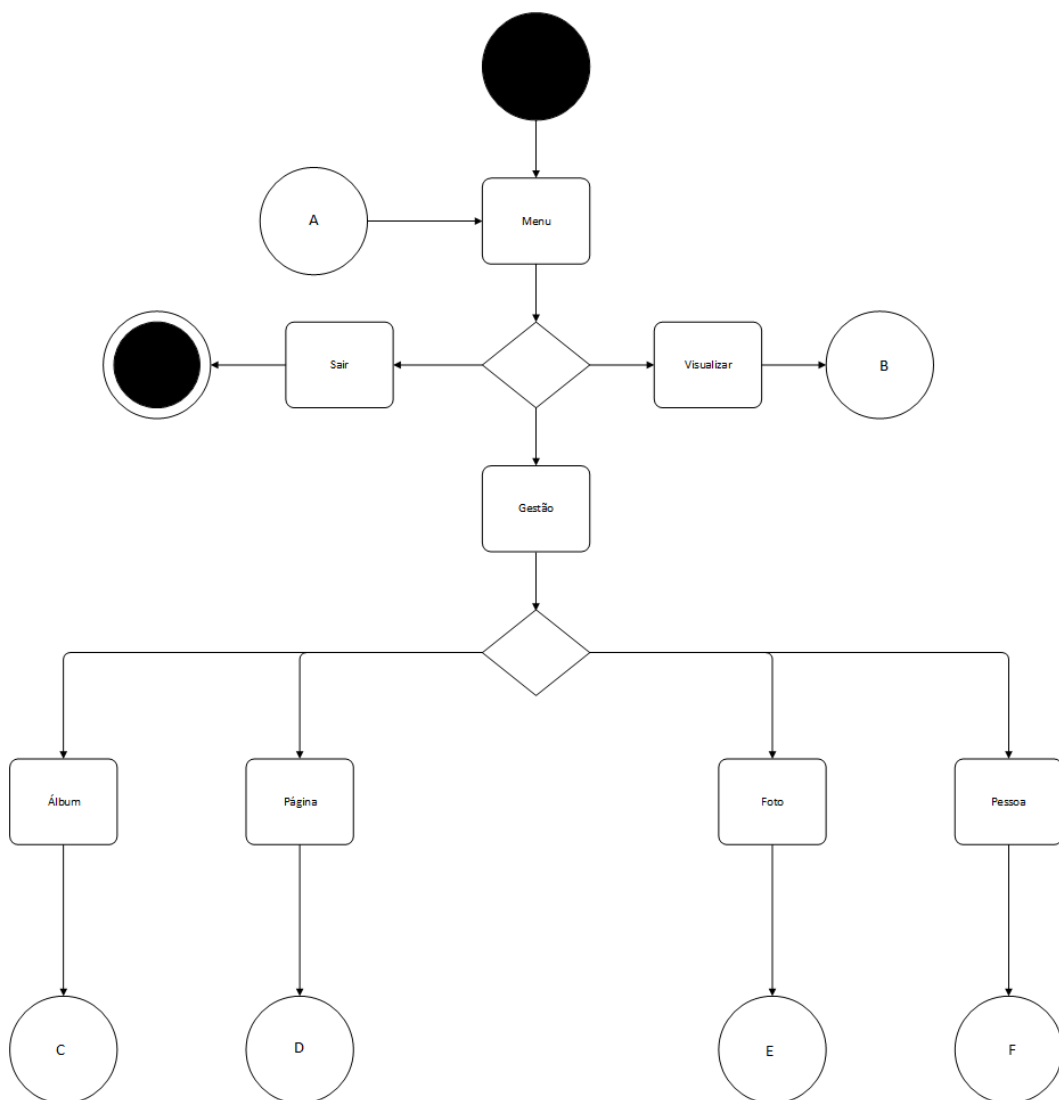 A
Menu
Sair
Visualizar
B
Gestão
Álbum
Página
Foto
Pessoa
C
D
E
F